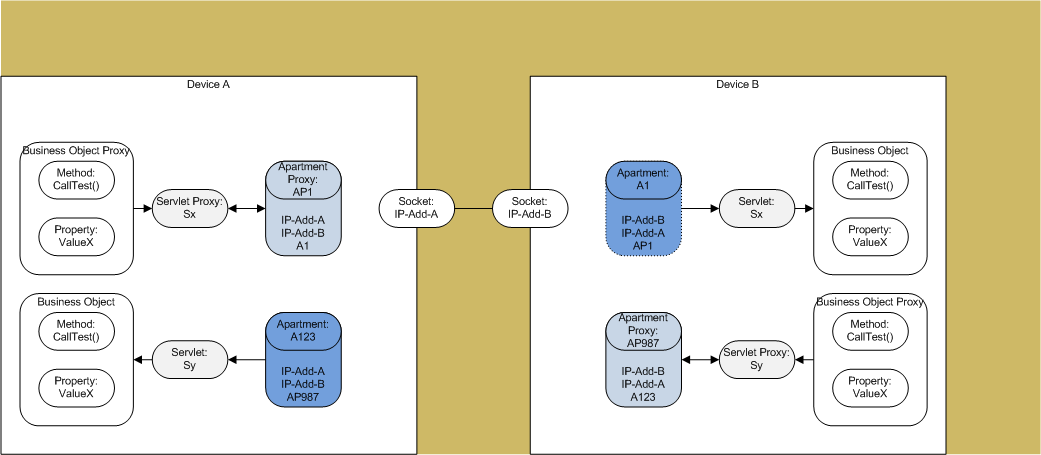 Device A
Business Object Proxy
Method:
CallTest()
Property:
ValueX
Servlet Proxy:
Sx
Apartment
Proxy:
AP1
IP-Add-A
IP-Add-B
A1
Business Object
Method:
CallTest()
Property:
ValueX
Servlet:
Sy
Apartment:
A123
IP-Add-A
IP-Add-B
AP987
Socket:
IP-Add-A
Socket:
IP-Add-B
Device B
Apartment:
A1
IP-Add-B
IP-Add-A
AP1
Servlet:
Sx
Business Object
Method:
CallTest()
Property:
ValueX
Apartment
Proxy:
AP987
IP-Add-B
IP-Add-A
A123
Servlet Proxy:
Sy
Business Object Proxy
Method:
CallTest()
Property:
ValueX